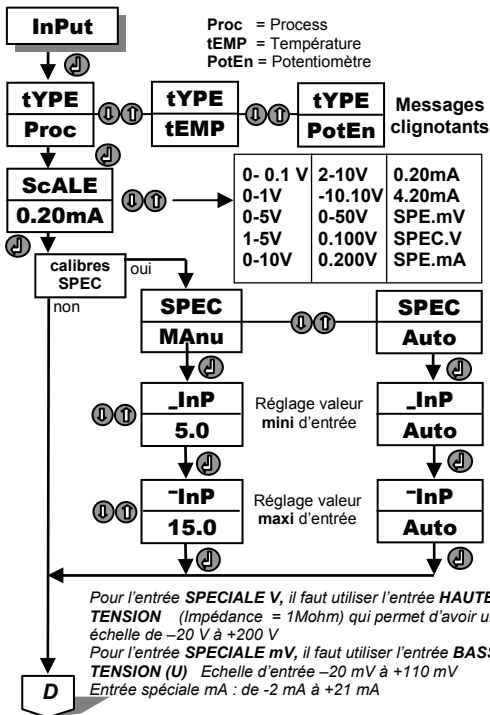 InPut
Proc = Process
tEMP = Température
PotEn = Potentiomètre
tYPE
Proc
tYPE
tEMP
tYPE
PotEn
Messages
clignotants
ScALE
0.20mA
0- 0.1 V 2-10V 0.20mA
0-1V -10.10V 4.20mA
0-5V 0-50V SPE.mV
1-5V 0.100V SPEC.V
0-10V 0.200V SPE.mA
calibres
SPEC
oui
non
SPEC
MAnu
SPEC
Auto
_InP
5.0
Réglage valeur
mini d'entrée
_InP
Auto
‾InP
15.0
Réglage valeur
maxi d'entrée
‾InP
Auto
Pour l'entrée SPECIALE V, il faut utiliser l'entrée HAUTE
TENSION (Impédance = 1Mohm) qui permet d'avoir u
échelle de –20 V à +200 V
Pour l'entrée SPECIALE mV, il faut utiliser l'entrée BASS
TENSION (U) Echelle d'entrée –20 mV à +110 mV
Entrée spéciale mA : de -2 mA à +21 mA
D